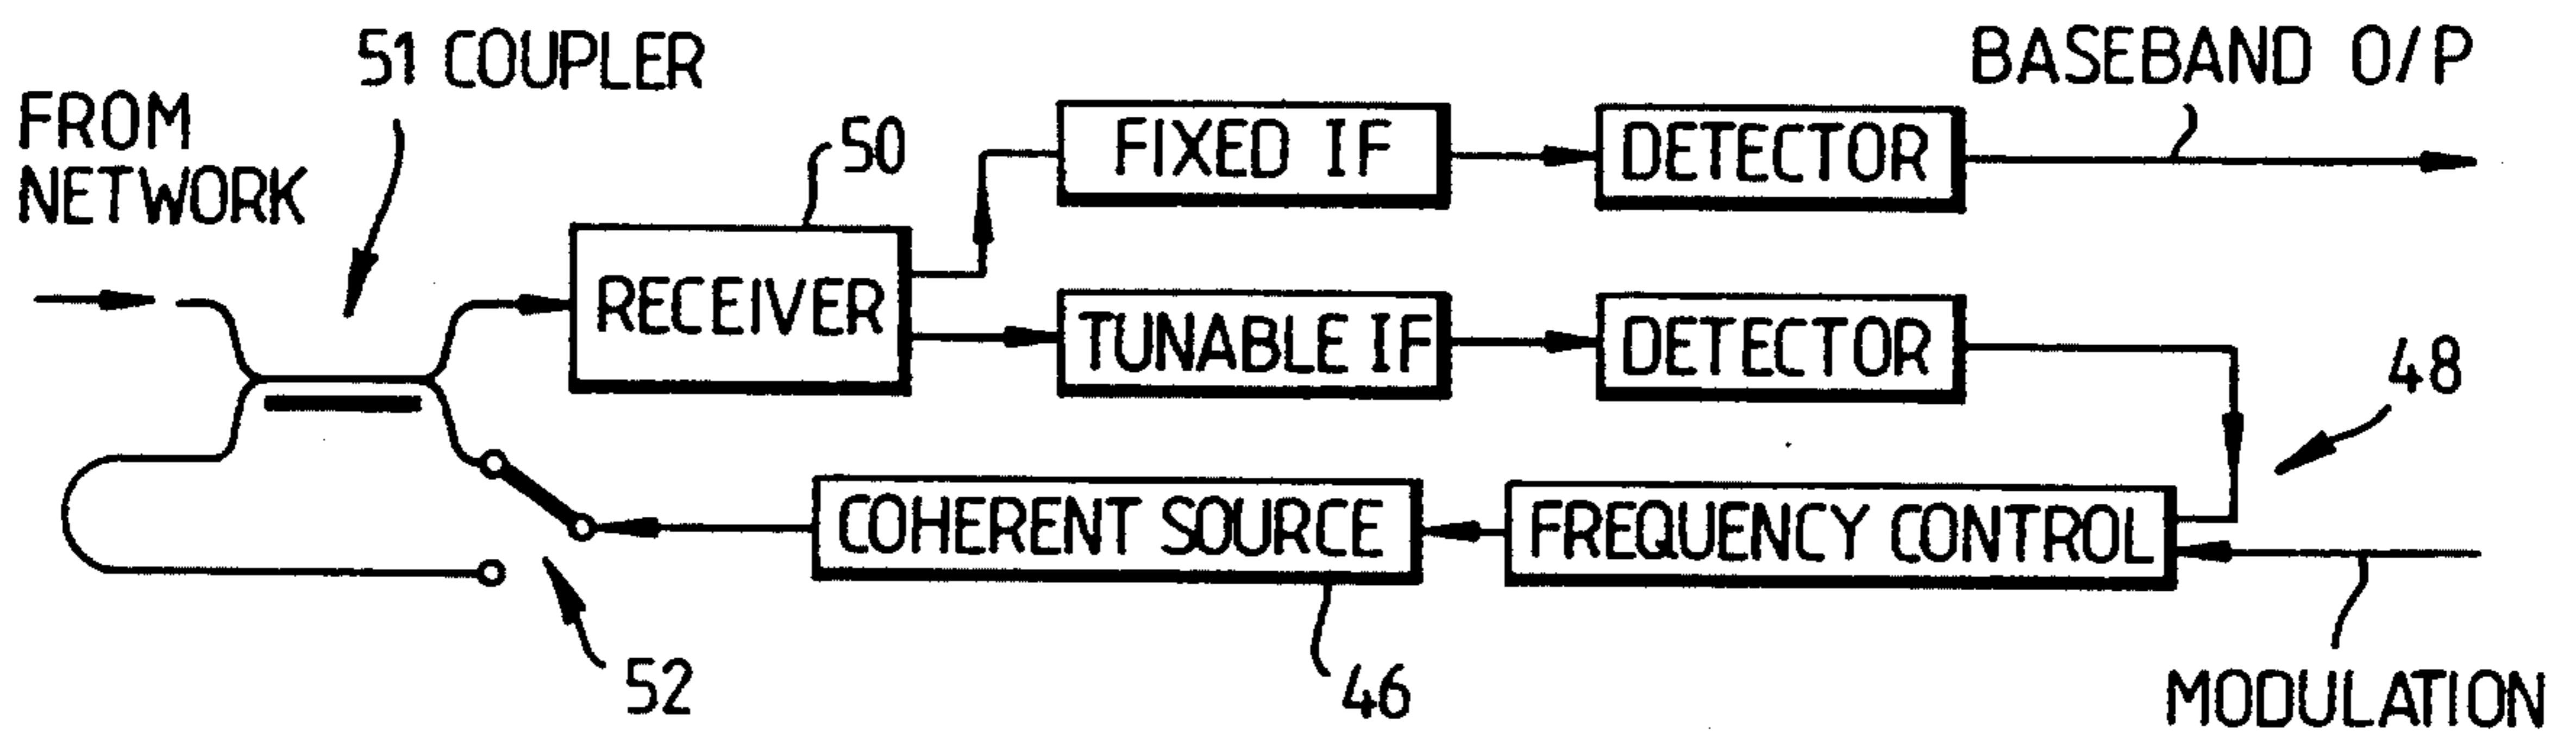 51 COUPLER
BASEBAND O/P
FROM
NETWORK
50
FIXED IF
DETECTOR
RECEIVER
TUNABLE IF
DETECTOR
48
COHERENT SOURCE
FREQUENCY CONTROL
52
46
MODULATION